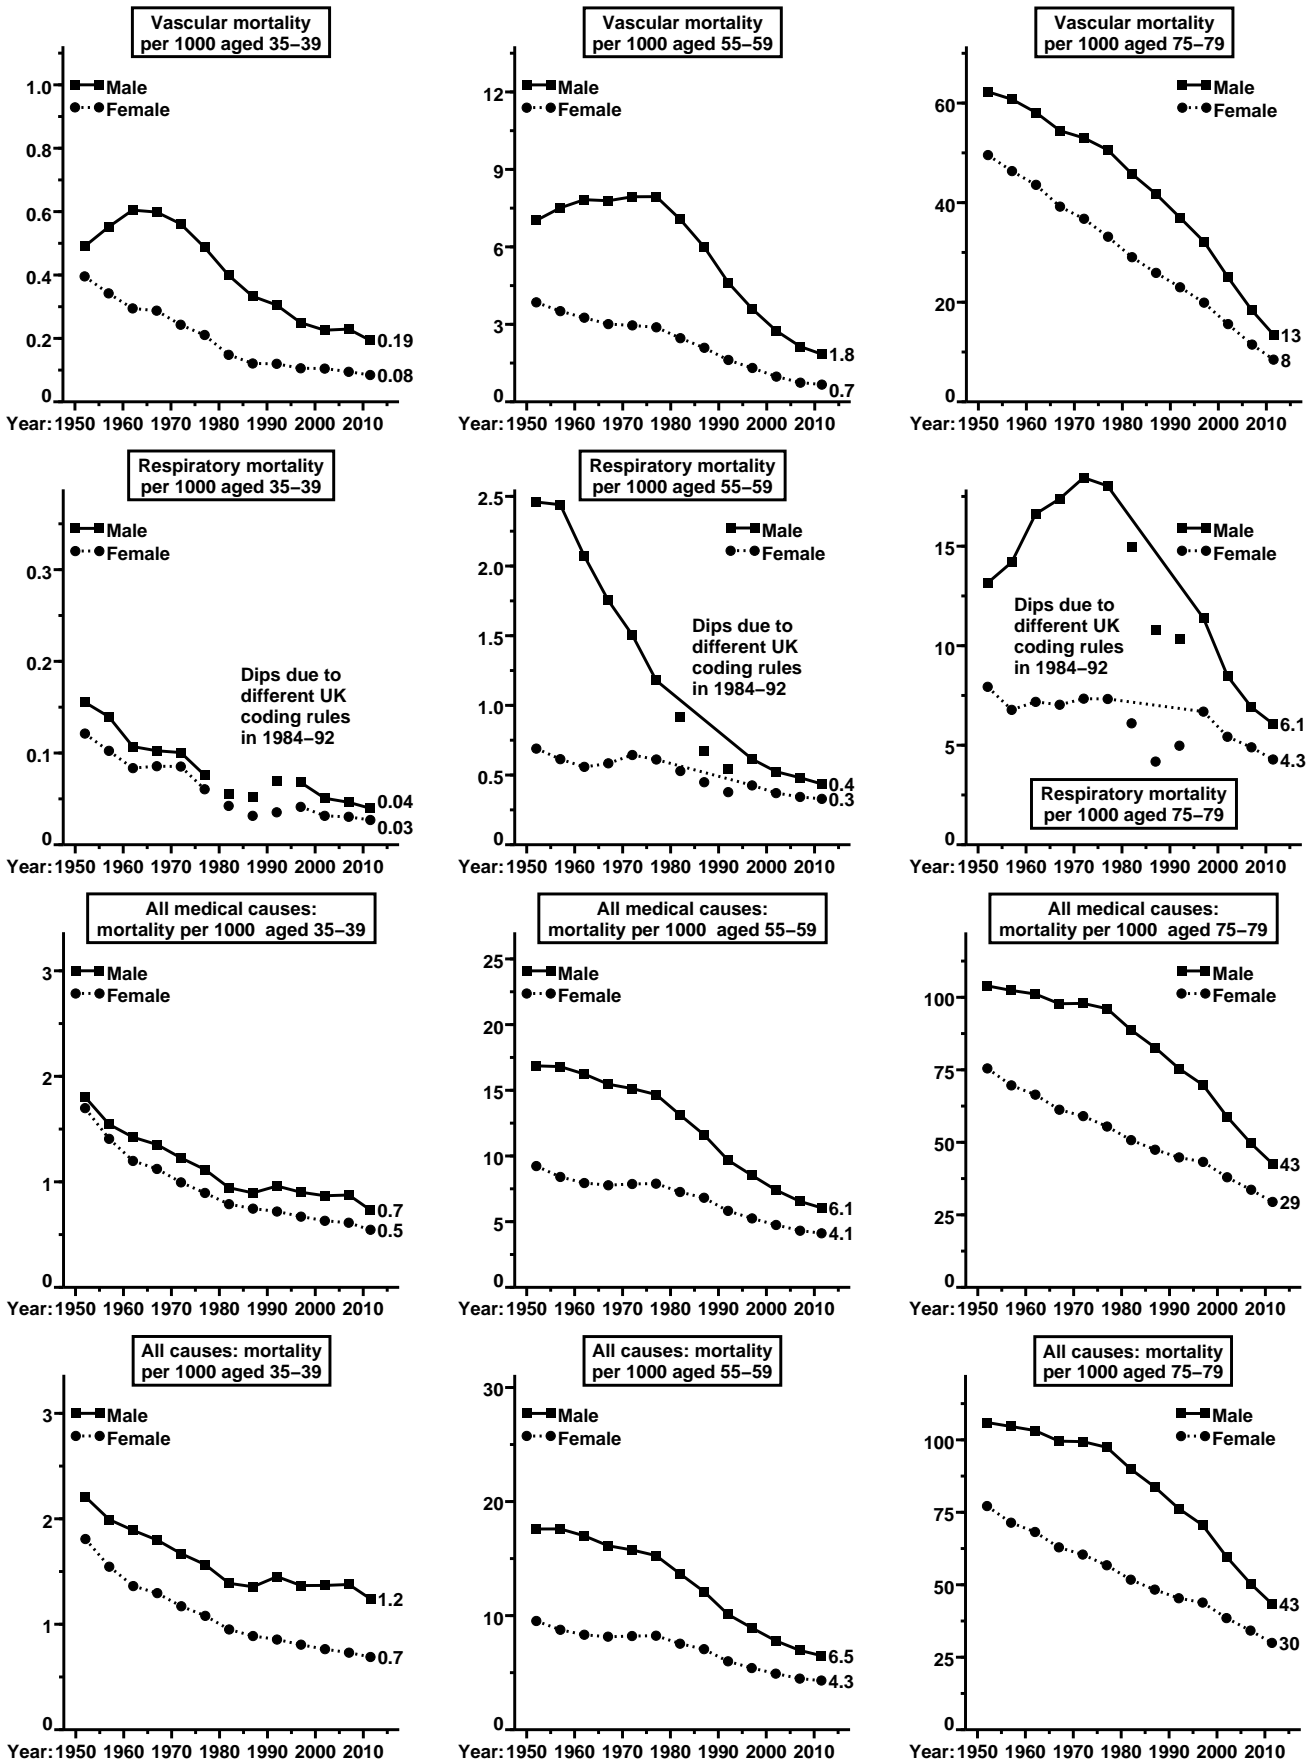 Vascular mortality
per 1000 aged 35–39
Male
Female
1.0
0.8
0.6
0.4
0.2
0
0.19
0.08
Year: 1950 1960 1970 1980 1990 2000 2010
Vascular mortality
per 1000 aged 55–59
Male
Female
12
9
6
3
0
1.8
0.7
1950 1960 1970 1980 1990 2000 2010
Vascular mortality
per 1000 aged 75–79
Male
Female
60
40
20
0
13
8
Year: 1950 1960 1970 1980 1990 2000 2010
Respiratory mortality
per 1000 aged 35–39
Male
Female
0.3
0.2
0.1
0
Dips due to
different UK
coding rules
in 1984–92
0.04
0.03
Year: 1950 1960 1970 1980 1990 2000 2010
Respiratory mortality
per 1000 aged 55–59
Male
Female
2.5
2.0
1.5
1.0
0.5
0
Dips due to
different UK
coding rules
in 1984–92
0.4
0.3
1950 1960 1970 1980 1990 2000 2010
Male
Female
15
10
5
0
Dips due to
different UK
coding rules
in 1984–92
6.1
4.3
Respiratory mortality
per 1000 aged 75–79
Year: 1950 1960 1970 1980 1990 2000 2010
All medical causes:
mortality per 1000 aged 35–39
Male
Female
3
2
1
0
0.7
0.5
Year: 1950 1960 1970 1980 1990 2000 2010
All medical causes:
mortality per 1000 aged 55–59
Male
Female
25
20
15
10
5
0
6.1
4.1
1950 1960 1970 1980 1990 2000 2010
All medical causes:
mortality per 1000 aged 75–79
Male
Female
100
75
50
25
0
43
29
Year: 1950 1960 1970 1980 1990 2000 2010
All causes: mortality
per 1000 aged 35–39
Male
Female
3
2
1
0
1.2
0.7
Year: 1950 1960 1970 1980 1990 2000 2010
All causes: mortality
per 1000 aged 55–59
Male
Female
30
20
10
0
6.5
4.3
1950 1960 1970 1980 1990 2000 2010
All causes: mortality
per 1000 aged 75–79
Male
Female
100
75
50
25
0
43
30
Year: 1950 1960 1970 1980 1990 2000 2010